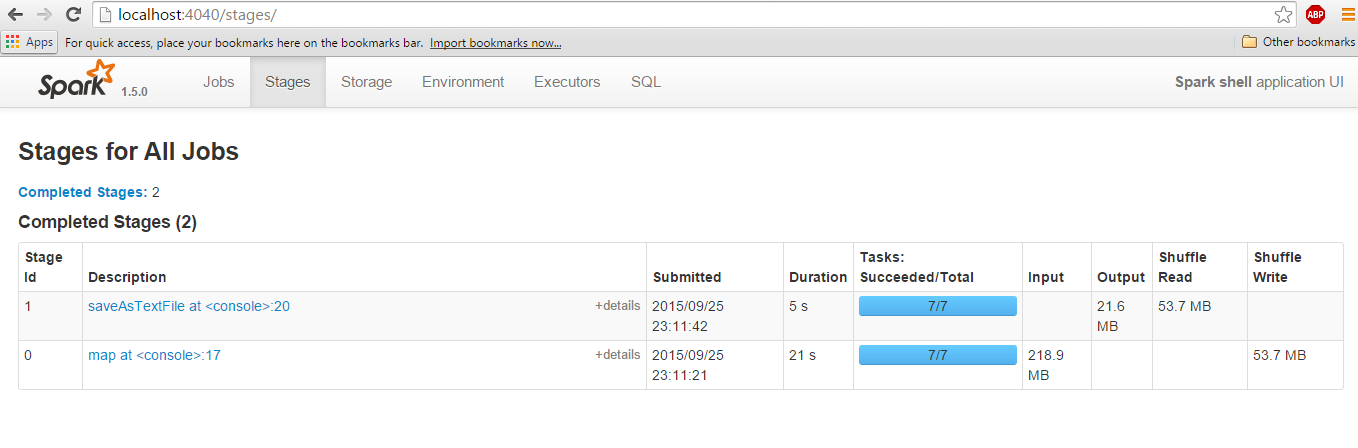 localhost:4040/stages/
ABP
Apps For quick access, place your bookmarks here on the bookmarks bar. Import bookmarks now... Other bookmarks
Spark 1.5.0 Jobs Stages Storage Environment Executors SQL Spark shell application UI
Stages for All Jobs
Completed Stages: 2
Completed Stages (2)
Stage Id Description Submitted Duration Tasks: Succeeded/Total Input Output Shuffle Read Shuffle Write
1 saveAsTextFile at <console>:20 +details 2015/09/25 23:11:42 5 s 7/7 21.6 MB 53.7 MB
0 map at <console>:17 +details 2015/09/25 23:11:21 21 s 7/7 218.9 MB 53.7 MB